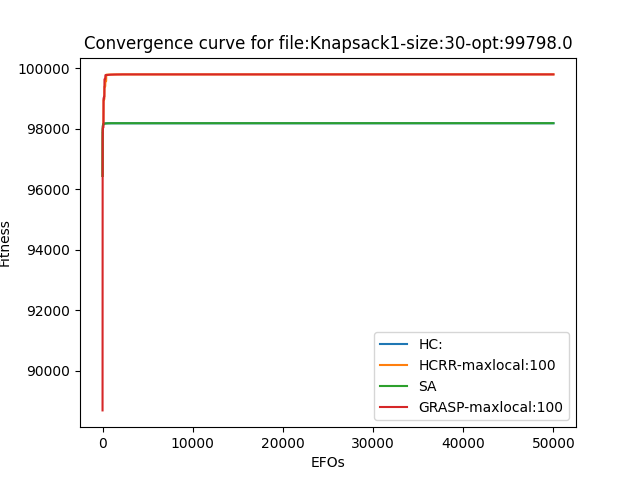 Convergence curve for file:Knapsack1-size:30-opt:99798.0
100000
98000
96000
94000
92000
90000
Fitness
0
10000
20000
30000
40000
50000
EFOs
HC:
HCRR-maxlocal:100
SA
GRASP-maxlocal:100